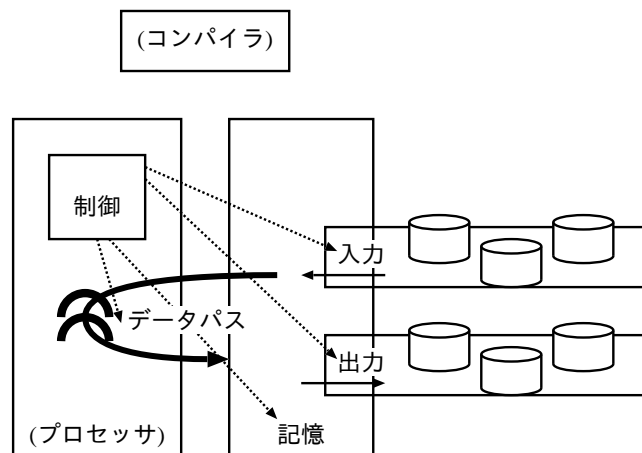 (コンパイラ)
制御
入力
データパス
出力
(プロセッサ)
記憶